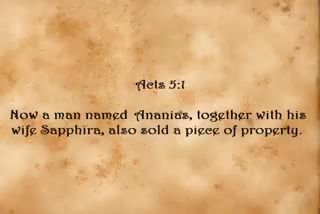 Acts 5:1
Now a man named Ananias, together with his
wife Sapphira, also sold a piece of property.